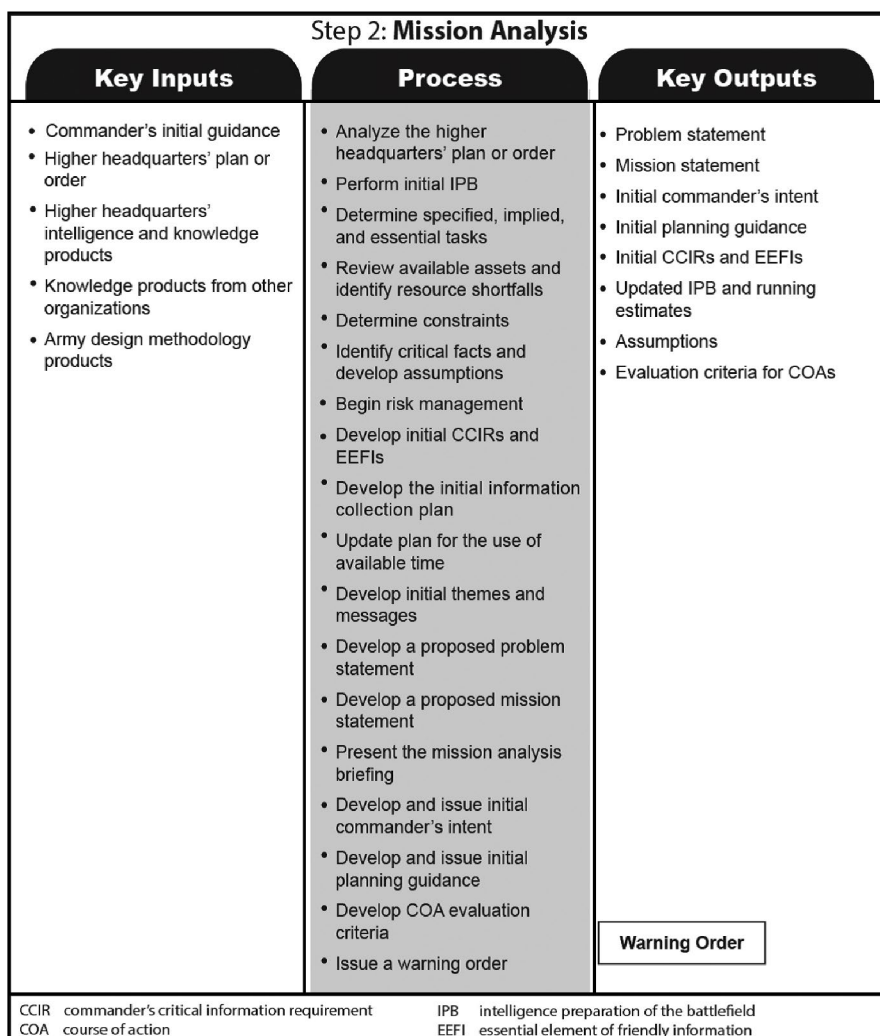 Step 2: Mission Analysis
Key Inputs
• Commander's initial guidance
• Higher headquarters' plan or
order
• Higher headquarters'
intelligence and knowledge
products
• Knowledge products from other
organizations
• Army design methodology
products
Process
• Analyze the higher
headquarters' plan or order
• Perform initial IPB
• Determine specified, implied,
and essential tasks
• Review available assets and
identify resource shortfalls
• Determine constraints
• Identify critical facts and
develop assumptions
• Begin risk management
• Develop initial CCIRs and
EEFIs
• Develop the initial information
collection plan
• Update plan for the use of
available time
• Develop initial themes and
messages
• Develop a proposed problem
statement
• Develop a proposed mission
statement
• Present the mission analysis
briefing
• Develop and issue initial
commander's intent
• Develop and issue initial
planning guidance
• Develop COA evaluation
criteria
• Issue a warning order
Key Outputs
• Problem statement
• Mission statement
• Initial commander's intent
• Initial planning guidance
• Initial CCIRs and EEFIs
• Updated IPB and running
estimates
• Assumptions
• Evaluation criteria for COAs
Warning Order
CCIR commander's critical information requirement
COA course of action
IPB intelligence preparation of the battlefield
EEFI essential element of friendly information